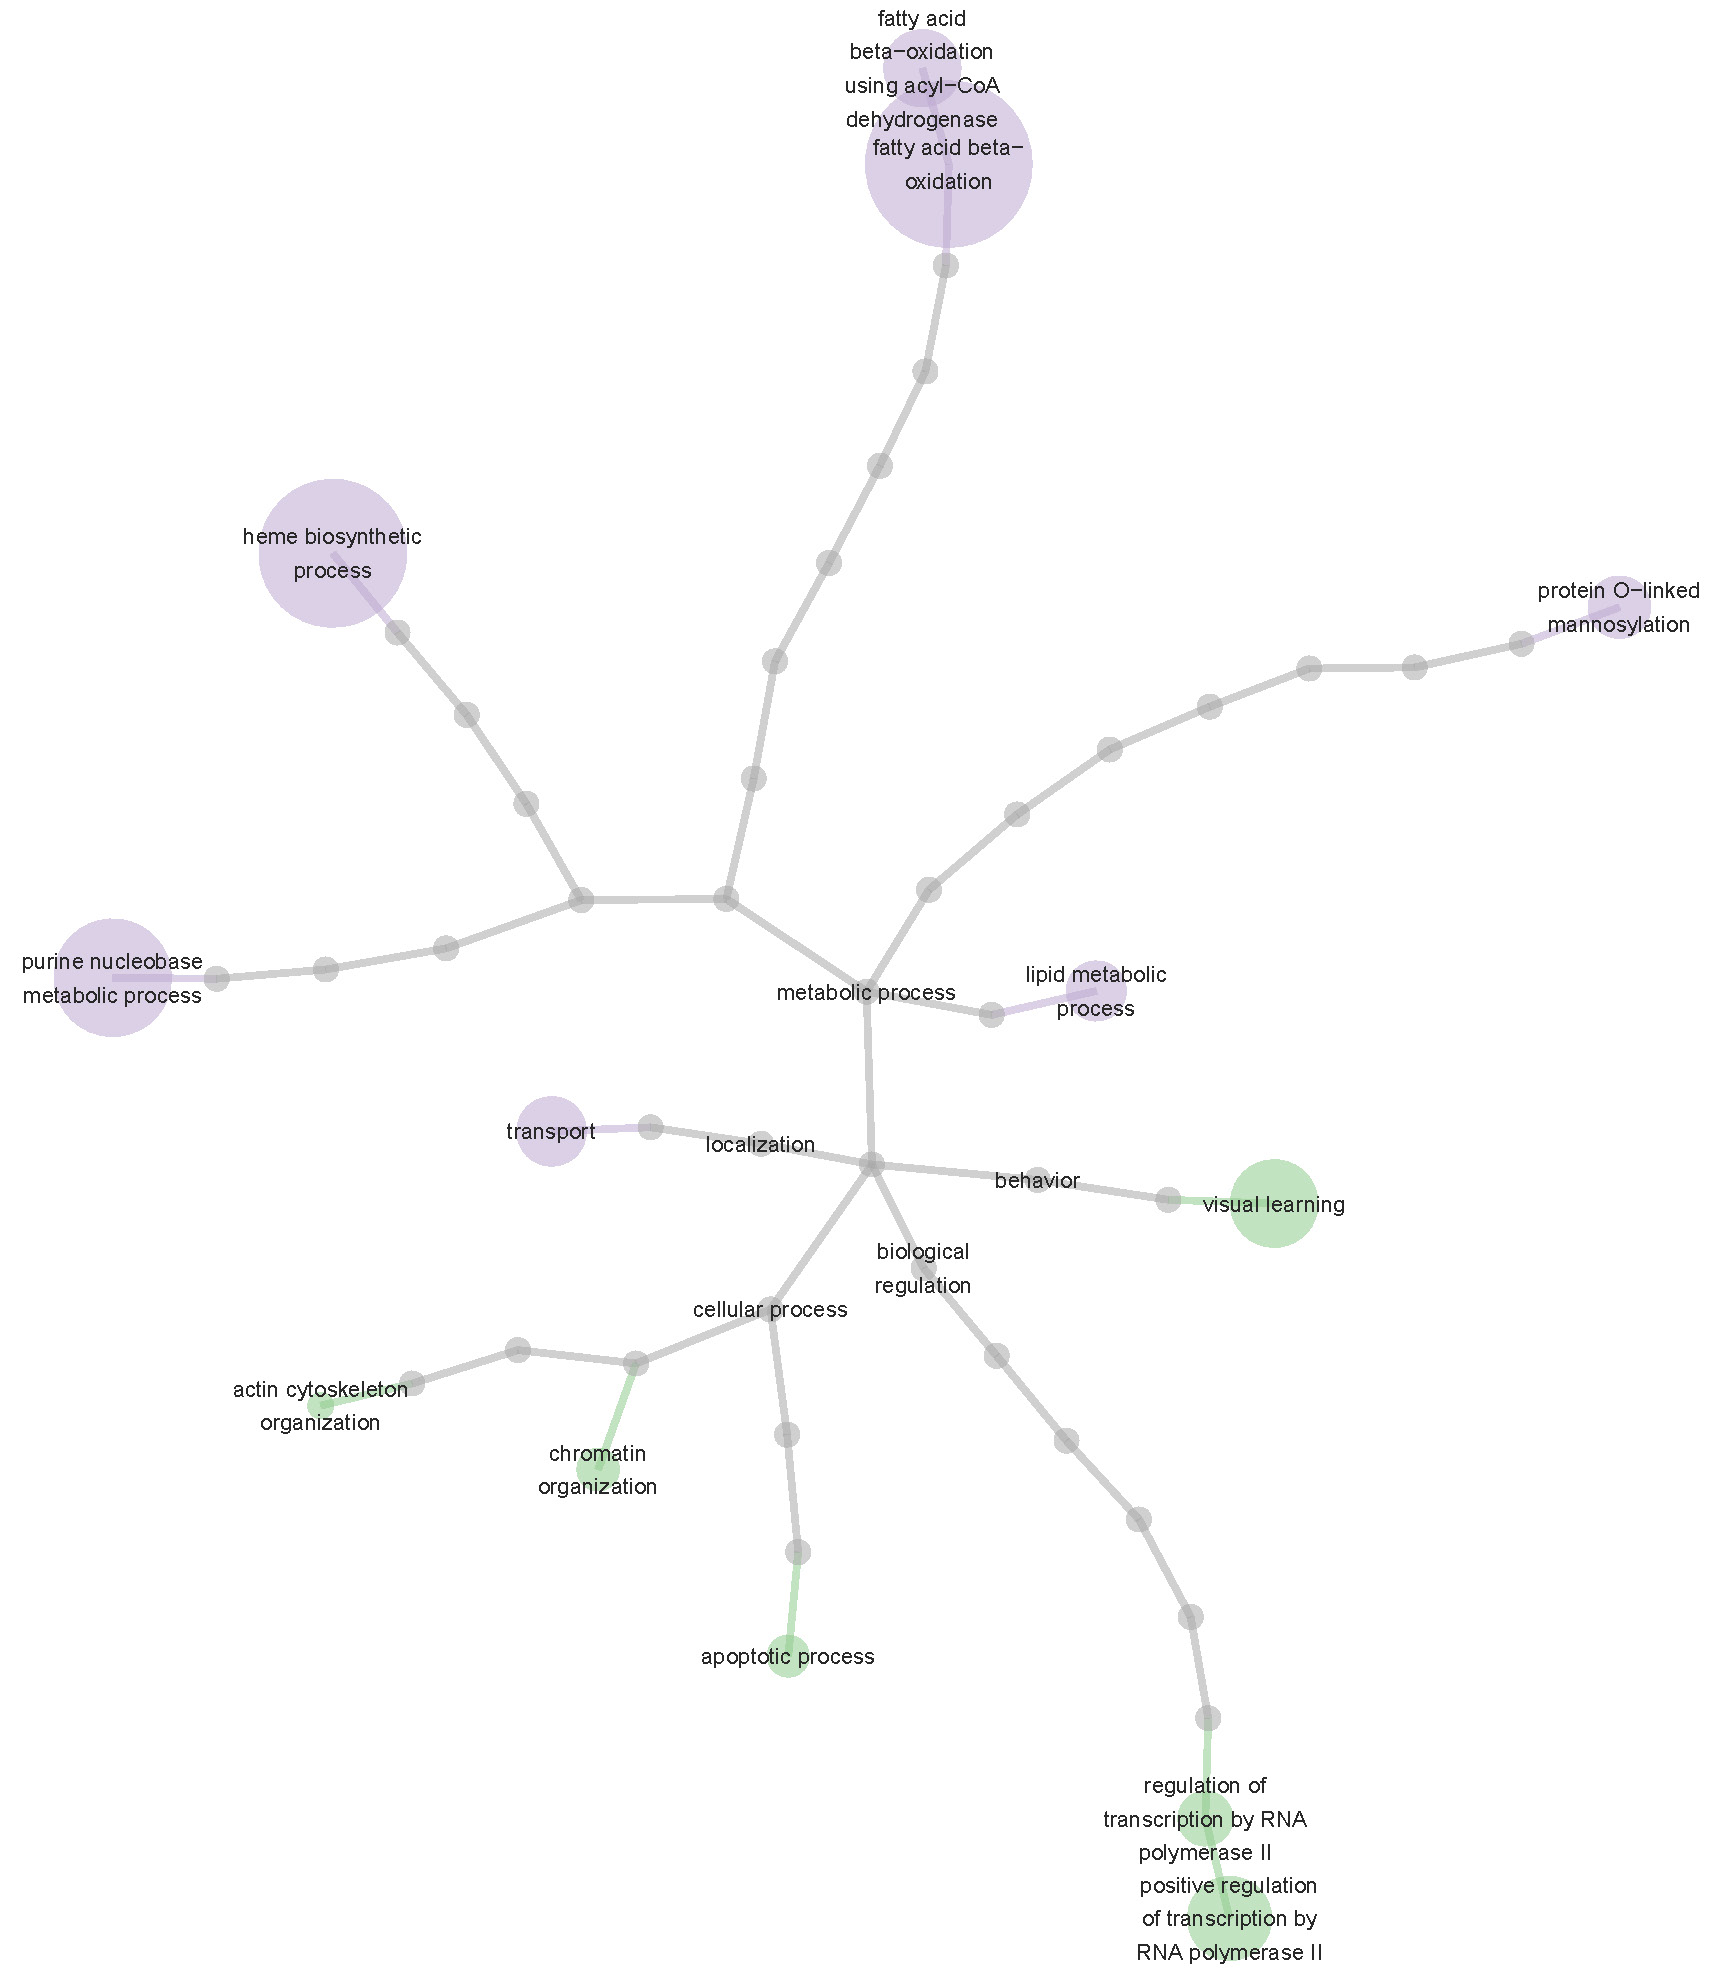 fatty acid
beta−oxidation
using acyl−CoA
dehydrogenase
fatty acid beta−
oxidation
heme biosynthetic
process
protein O−linked
mannosylation
purine nucleobase
metabolic process
metabolic process
lipid metabolic
process
transport
localization
behavior
visual learning
biological
regulation
cellular process
actin cytoskeleton
organization
chromatin
organization
apoptotic process
regulation of
transcription by RNA
polymerase II
positive regulation
of transcription by
RNA polymerase II